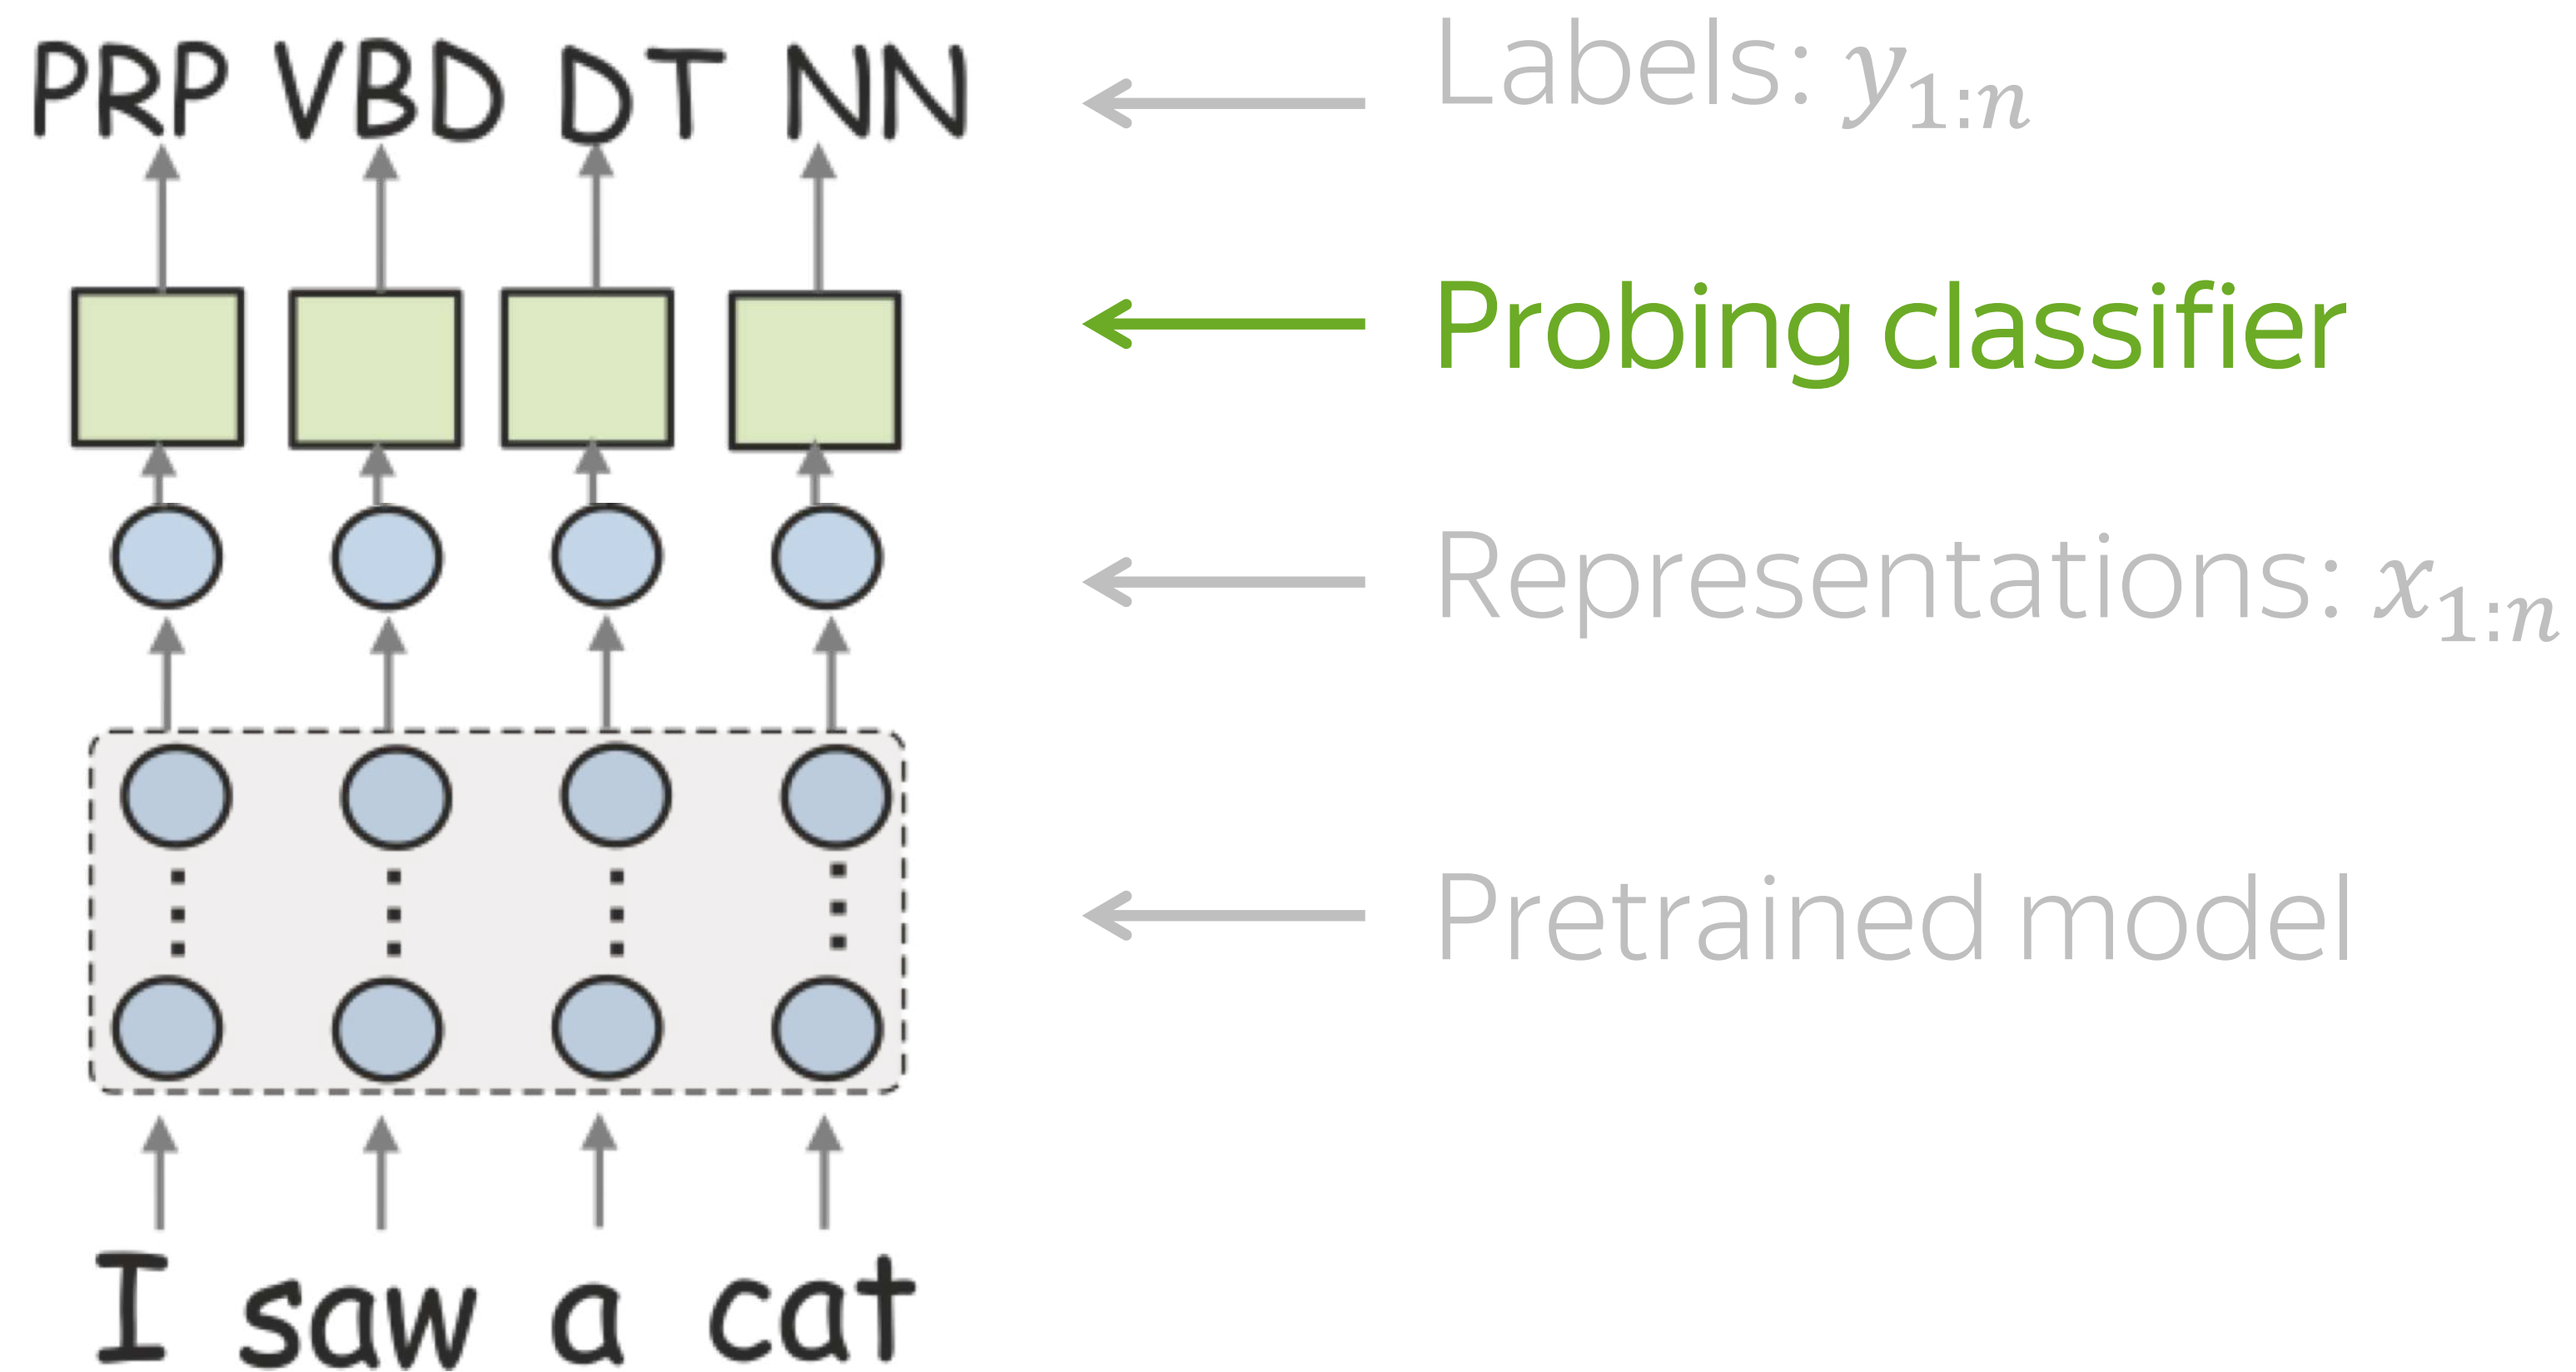 PRP VBD DT NN
Labels: y1:n
Probing classifier
Representations: x1:n
Pretrained model
I saw a cat